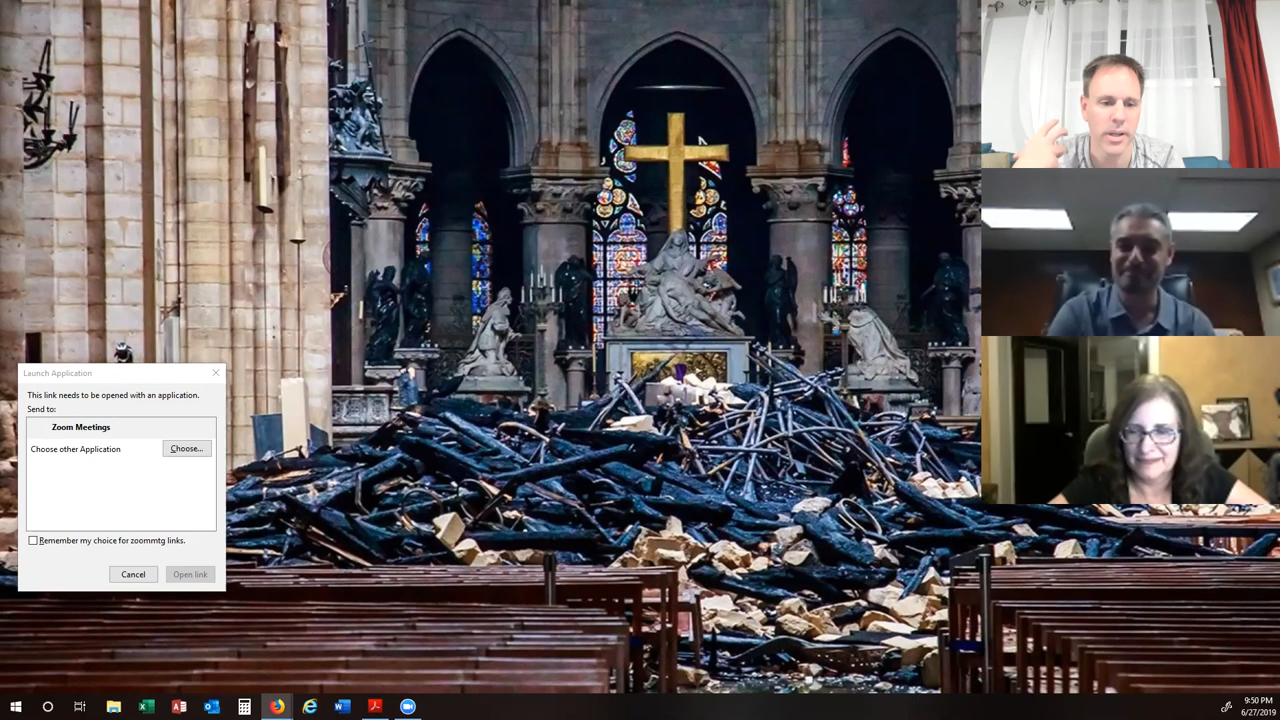 Launch Application
This link needs to be opened with an application.
Send to:
Zoom Meetings
Choose other Application
Choose...
Remember my choice for zoommtg links.
Cancel
Open link
9:50 PM
6/27/2019